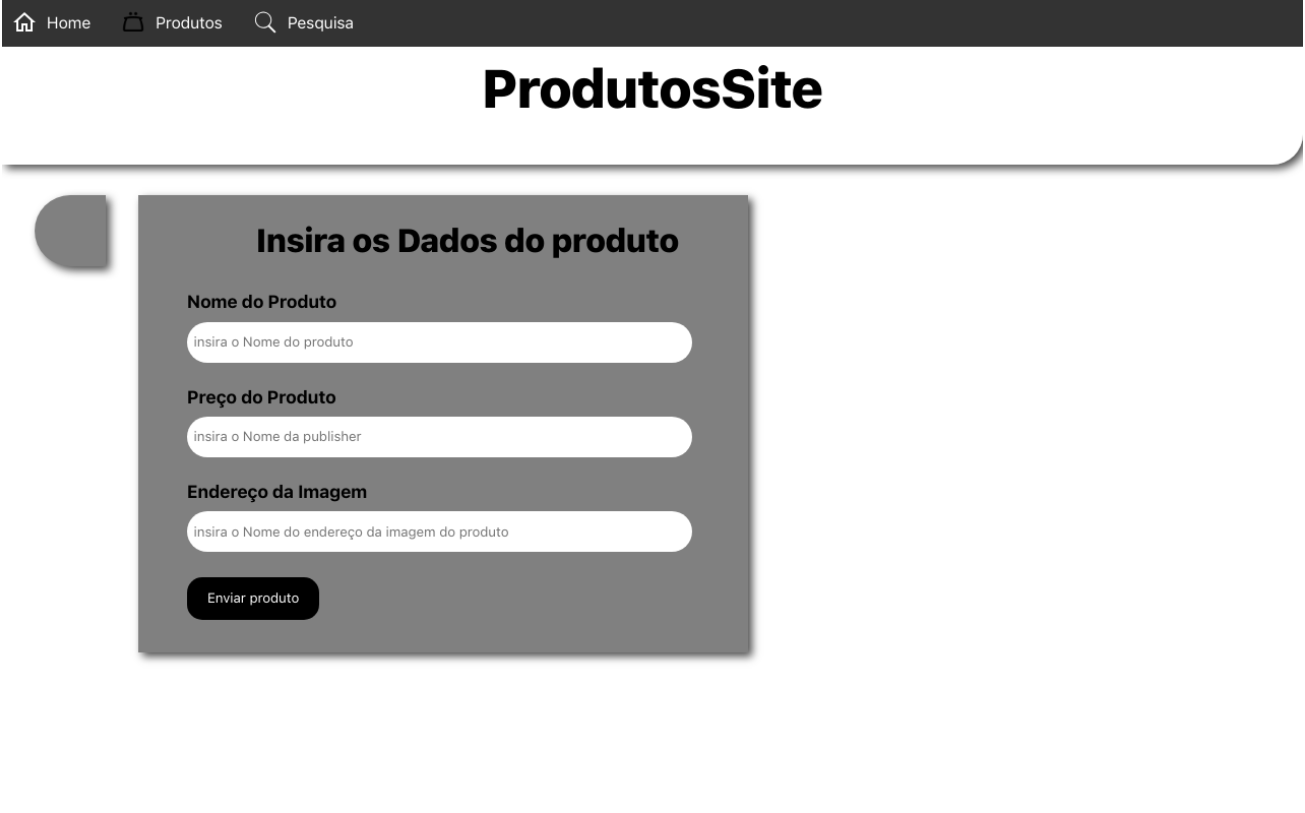 Home Produtos Pesquisa
ProdutosSite
Insira os Dados do produto
Nome do Produto
insira o Nome do produto
Preço do Produto
insira o Nome da publisher
Endereço da Imagem
insira o Nome do endereço da imagem do produto
Enviar produto